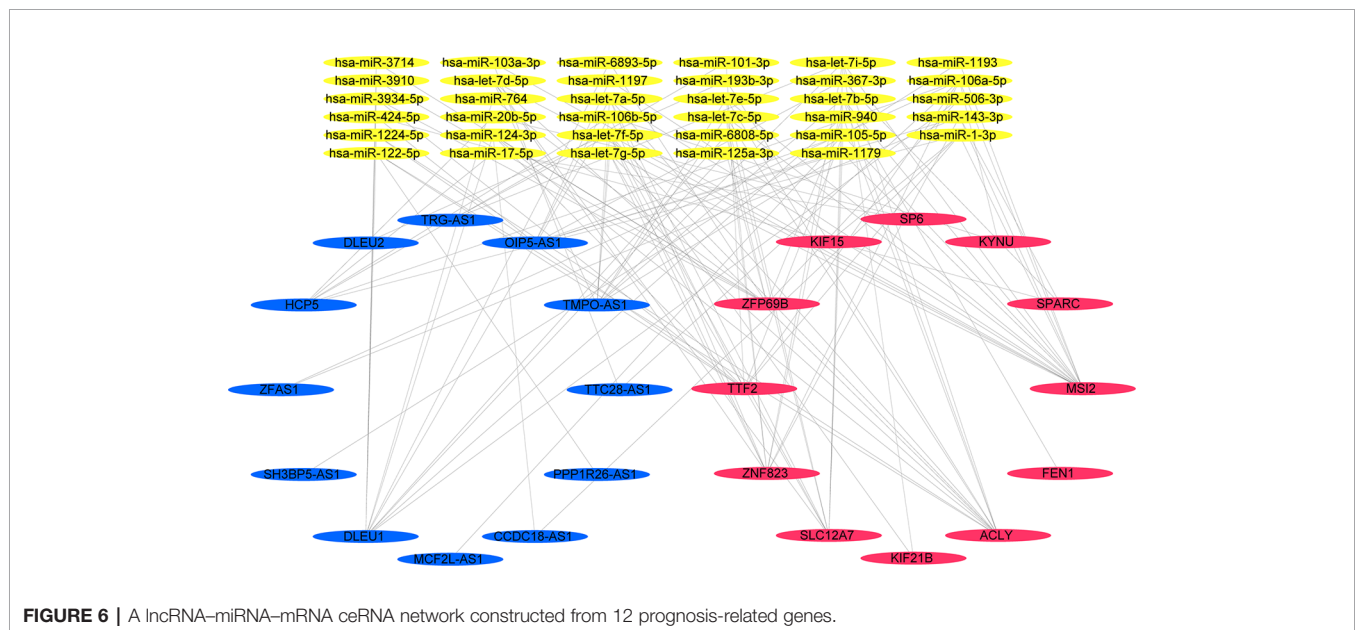 hsa-miR-3714 hsa-miR-103a-3p hsa-miR-6893-5p hsa-miR-101-3p hsa-let-7i-5p hsa-miR-1193
hsa-miR-3910 hsa-let-7d-5p hsa-miR-1197 hsa-miR-193b-3p hsa-miR-367-3p hsa-miR-106a-5p
hsa-miR-3934-5p hsa-miR-764 hsa-let-7a-5p hsa-let-7e-5p hsa-let-7b-5p hsa-miR-506-3p
hsa-miR-424-5p hsa-miR-20b-5p hsa-miR-106b-5p hsa-let-7c-5p hsa-miR-940 hsa-miR-143-3p
hsa-miR-1224-5p hsa-miR-124-3p hsa-let-7f-5p hsa-miR-6808-5p hsa-miR-105-5p hsa-miR-1-3p
hsa-miR-122-5p hsa-miR-17-5p hsa-let-7g-5p hsa-miR-125a-3p hsa-miR-1179
TRG-AS1 SP6
DLEU2 OIP5-AS1 KIF15 KYNU
HCP5 TMPO-AS1 ZFP69B SPARC
ZFAS1 TTC28-AS1 TTF2 MSI2
SH3BP5-AS1 PPP1R26-AS1 ZNF823 FEN1
DLEU1 CCDC18-AS1 SLC12A7 ACLY
MCF2L-AS1 KIF21B
FIGURE 6 | A lncRNA–miRNA–mRNA ceRNA network constructed from 12 prognosis-related genes.